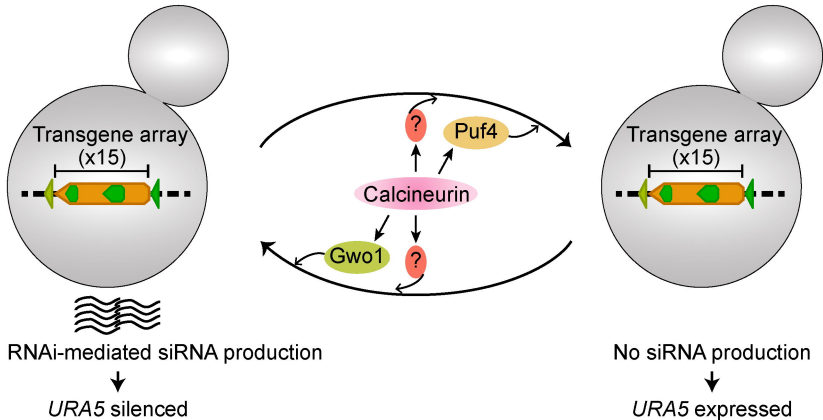 Transgene array
(x15)
?
Puf4
Calcineurin
Gwo1
?
Transgene array
(x15)
RNAi-mediated siRNA production
URA5 silenced
No siRNA production
URA5 expressed